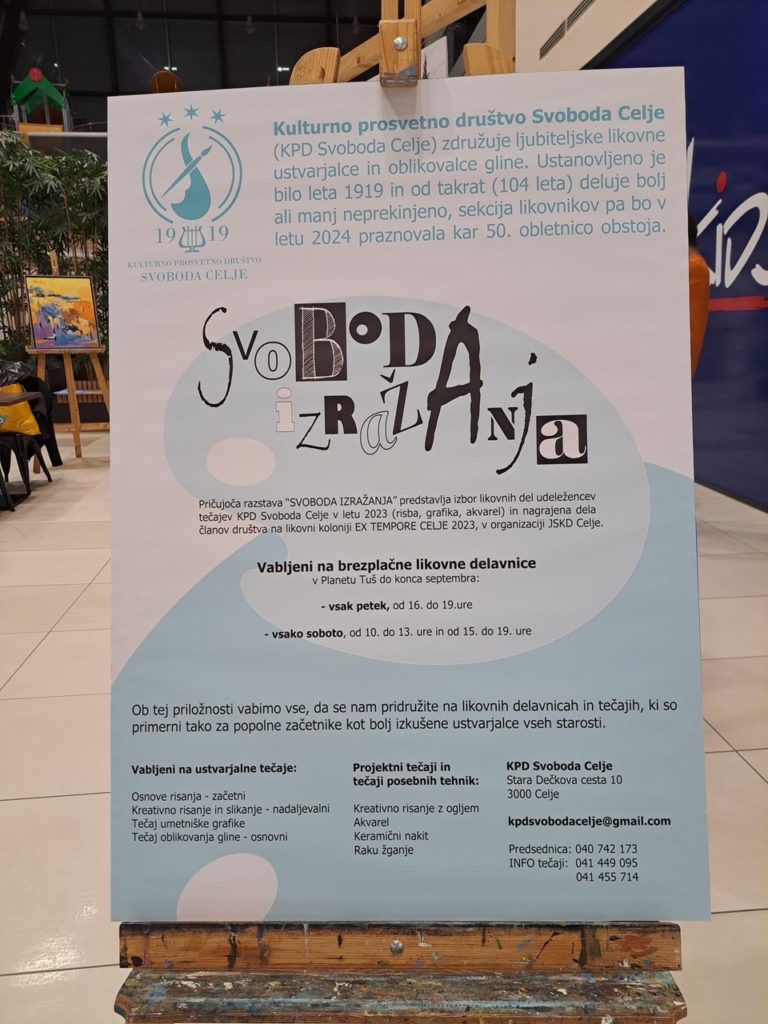 Kulturno prosvetno društvo Svoboda Celje
(KPD Svoboda Celje) združuje ljubiteljske likovne
ustvarjalce in oblikovalce gline. Ustanovljeno je
bilo leta 1919 in od takrat (104 leta) deluje bolj
ali manj neprekinjeno, sekcija likovnikov pa bo v
letu 2024 praznovala kar 50. obletnico obstoja.
1919
KULTURNO PROSVETNO DRUŠTVO
SVOBODA CELJE
SVOBODA
iZRAŽANJa
Pričujoča razstava "SVOBODA IZRAŽANJA" predstavlja izbor likovnih del udeležencev
tečajev KPD Svoboda Celje v letu 2023 (risba, grafika, akvarel) in nagrajena dela
članov društva na likovni koloniji EX TEMPORE CELJE 2023, v organizaciji JSKD Celje.
Vabljeni na brezplačne likovne delavnice
v Planetu Tuš do konca septembra:
- vsak petek, od 16. do 19.ure
- vsako soboto, od 10. do 13. ure in od 15. do 19. ure
Ob tej priložnosti vabimo vse, da se nam pridružite na likovnih delavnicah in tečajih, ki so
primerni tako za popolne začetnike kot bolj izkušene ustvarjalce vseh starosti.
Vabljeni na ustvarjalne tečaje:
Osnove risanja - začetni
Kreativno risanje in slikanje - nadaljevalni
Tečaj umetniške grafike
Tečaj oblikovanja gline - osnovni
Projektni tečaji in
tečaji posebnih tehnik:
Kreativno risanje z ogljem
Akvarel
Keramični nakit
Raku žganje
KPD Svoboda Celje
Stara Dečkova cesta 10
3000 Celje
kpdsvobodacelje@gmail.com
Predsednica: 040 742 173
INFO tečaji: 041 449 095
041 455 714